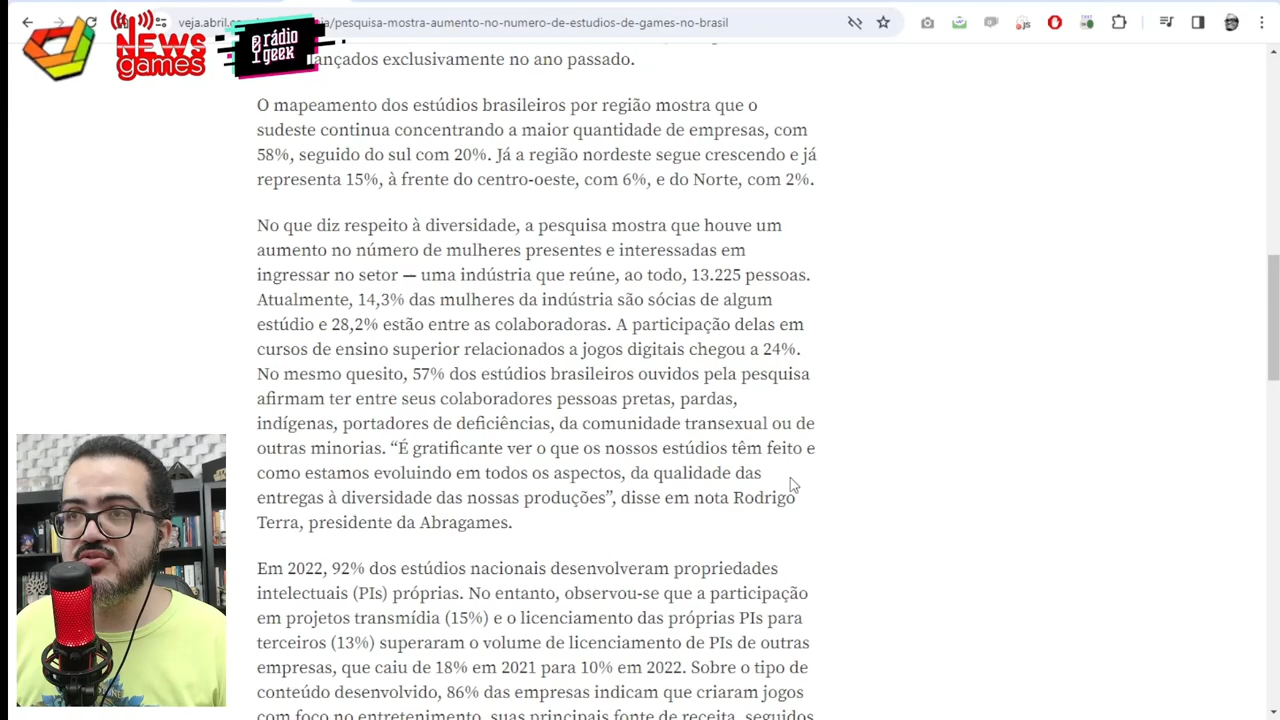 veja.abril.
ia/pesquisa-mostra-aumento-no-numero-de-estudios-de-games-no-brasil
NEWS
games
rádio
geek
ançados exclusivamente no ano passado.
O mapeamento dos estúdios brasileiros por região mostra que o
sudeste continua concentrando a maior quantidade de empresas, com
58%, seguido do sul com 20%. Já a região nordeste segue crescendo e já
representa 15%, à frente do centro-oeste, com 6%, e do Norte, com 2%.
No que diz respeito à diversidade, a pesquisa mostra que houve um
aumento no número de mulheres presentes e interessadas em
ingressar no setor — uma indústria que reúne, ao todo, 13.225 pessoas.
Atualmente, 14,3% das mulheres da indústria são sócias de algum
estúdio e 28,2% estão entre as colaboradoras. A participação delas em
cursos de ensino superior relacionados a jogos digitais chegou a 24%.
No mesmo quesito, 57% dos estúdios brasileiros ouvidos pela pesquisa
afirmam ter entre seus colaboradores pessoas pretas, pardas,
indígenas, portadores de deficiências, da comunidade transexual ou de
outras minorias. “É gratificante ver o que os nossos estúdios têm feito e
como estamos evoluindo em todos os aspectos, da qualidade das
entregas à diversidade das nossas produções”, disse em nota Rodrigo
Terra, presidente da Abragames.
Em 2022, 92% dos estúdios nacionais desenvolveram propriedades
intelectuais (PIs) próprias. No entanto, observou-se que a participação
em projetos transmídia (15%) e o licenciamento das próprias PIs para
terceiros (13%) superaram o volume de licenciamento de PIs de outras
empresas, que caiu de 18% em 2021 para 10% em 2022. Sobre o tipo de
conteúdo desenvolvido, 86% das empresas indicam que criaram jogos
com foco no entretenimento, suas principais fonte de receita, seguidos